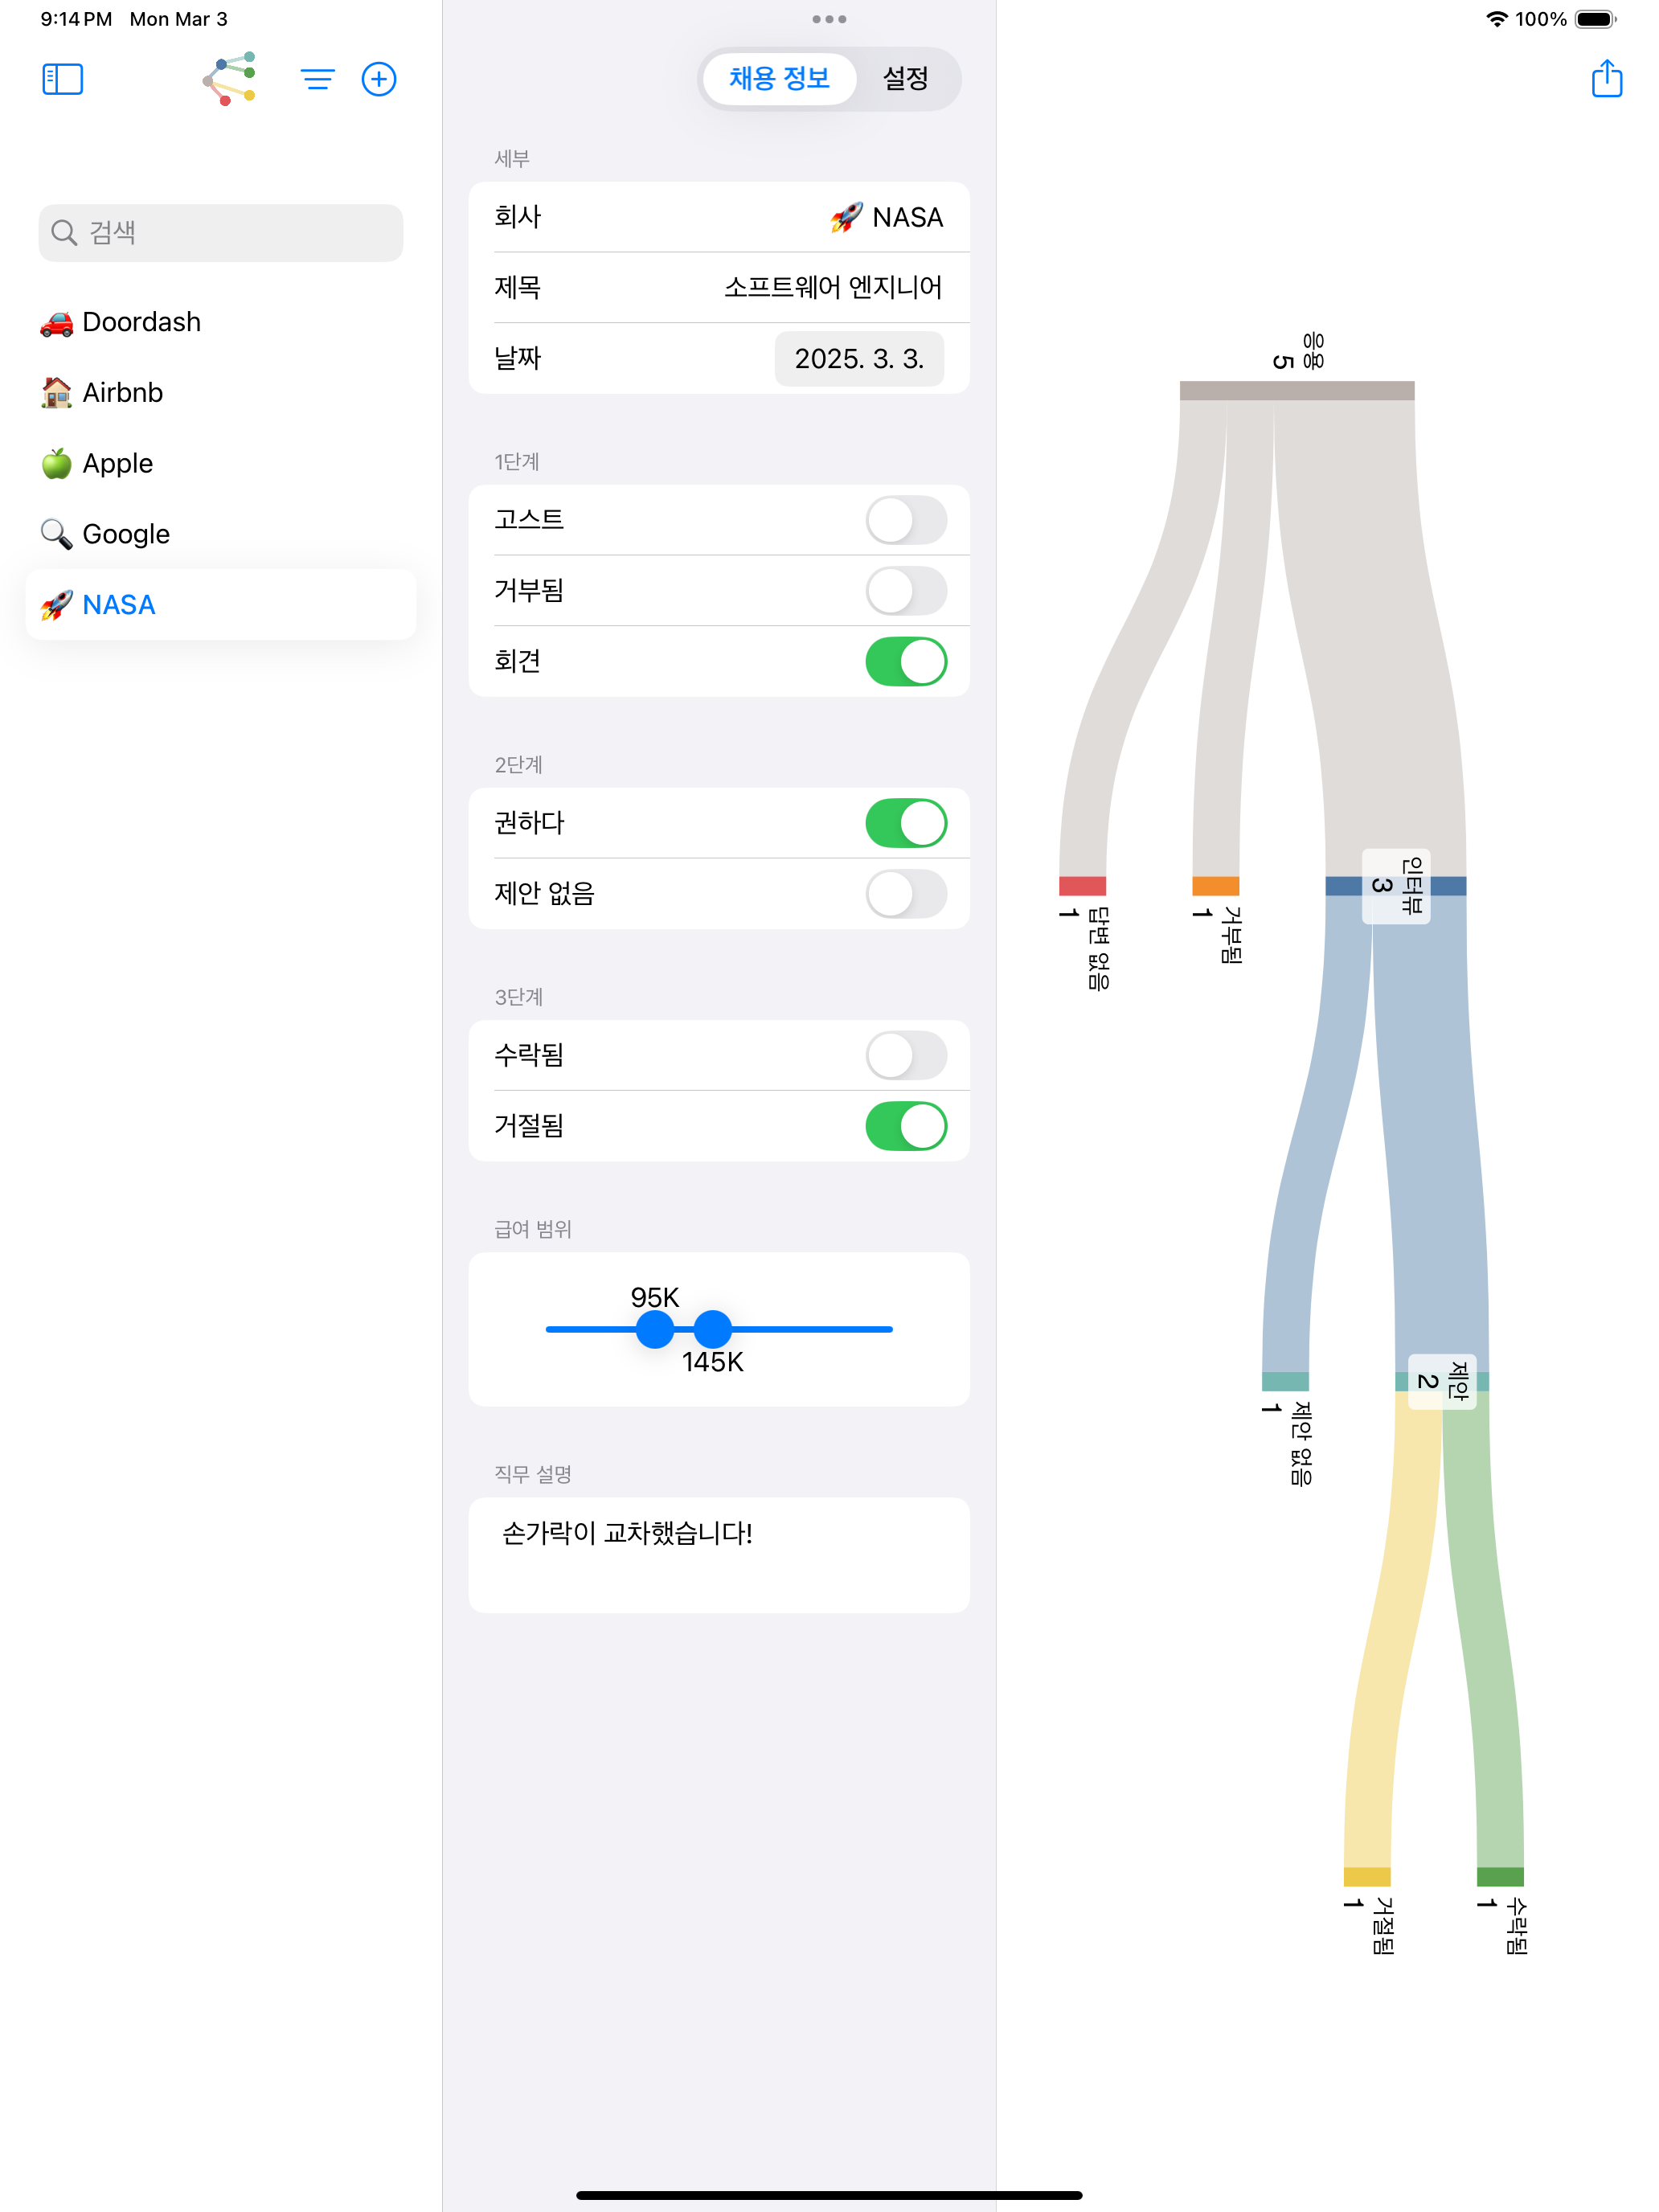 9:14 PM Mon Mar 3
100%
채용 정보 설정
검색
Doordash
Airbnb
Apple
Google
NASA
세부
회사 NASA
제목 소프트웨어 엔지니어
날짜 2025. 3. 3.
1단계
고스트
거부됨
회견
2단계
권하다
제안 없음
3단계
수락됨
거절됨
급여 범위
95K
145K
직무 설명
손가락이 교차했습니다!
응용
5
답변 없음
1
거부됨
1
인터뷰
3
제안 없음
1
제안
2
거절됨
1
수락됨
1